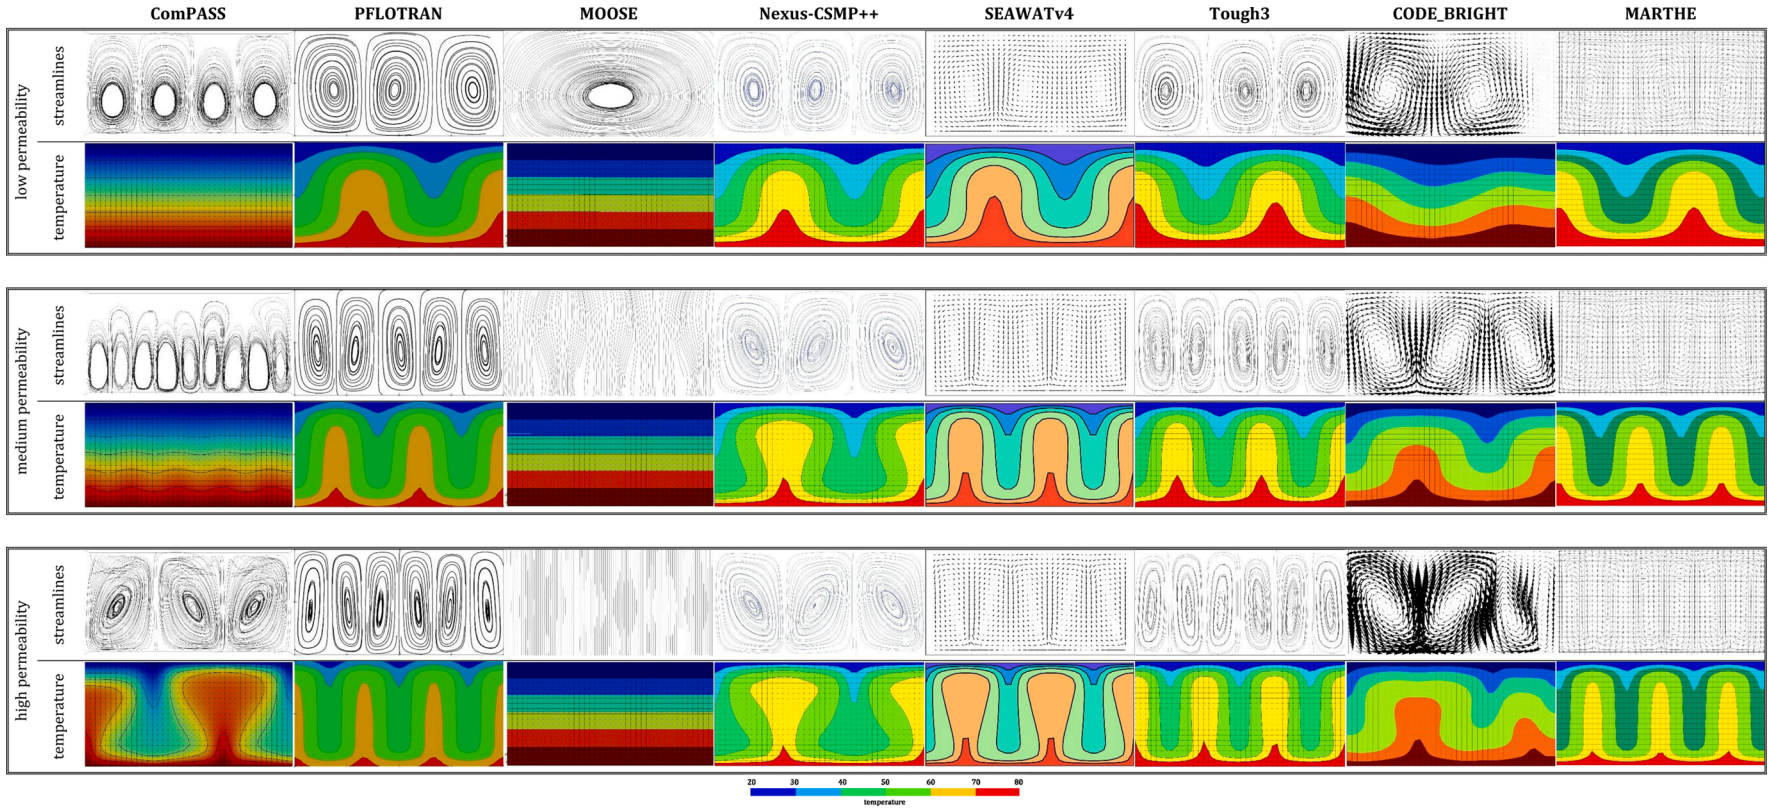 ComPASS PFLOTRAN MOOSE Nexus-CSMP++ SEAWATv4 Tough3 CODE_BRIGHT MARTHE
low permeability
streamlines
temperature
medium permeability
streamlines
temperature
high permeability
streamlines
temperature
20 30 40 50 60 70 80
temperature